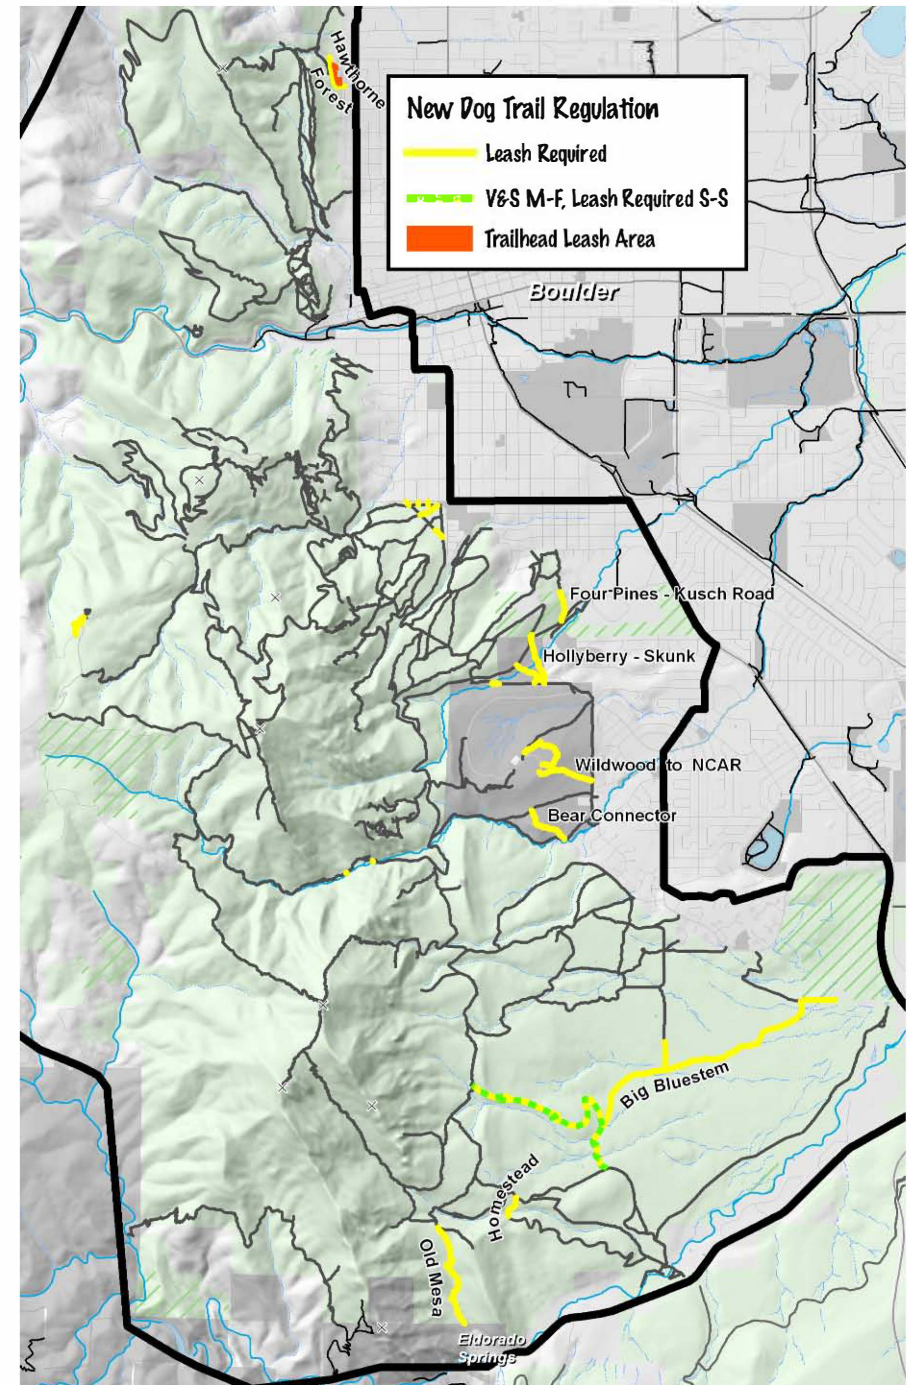 Hawthorne
Forest
New Dog Trail Regulation
Leash Required
V&S M-F, Leash Required S-S
Trailhead Leash Area
Boulder
Four Pines - Kusch Road
Hollyberry - Skunk
Wildwood to NCAR
Bear Connector
Big Bluestem
Homestead
Old Mesa
Eldorado
Springs